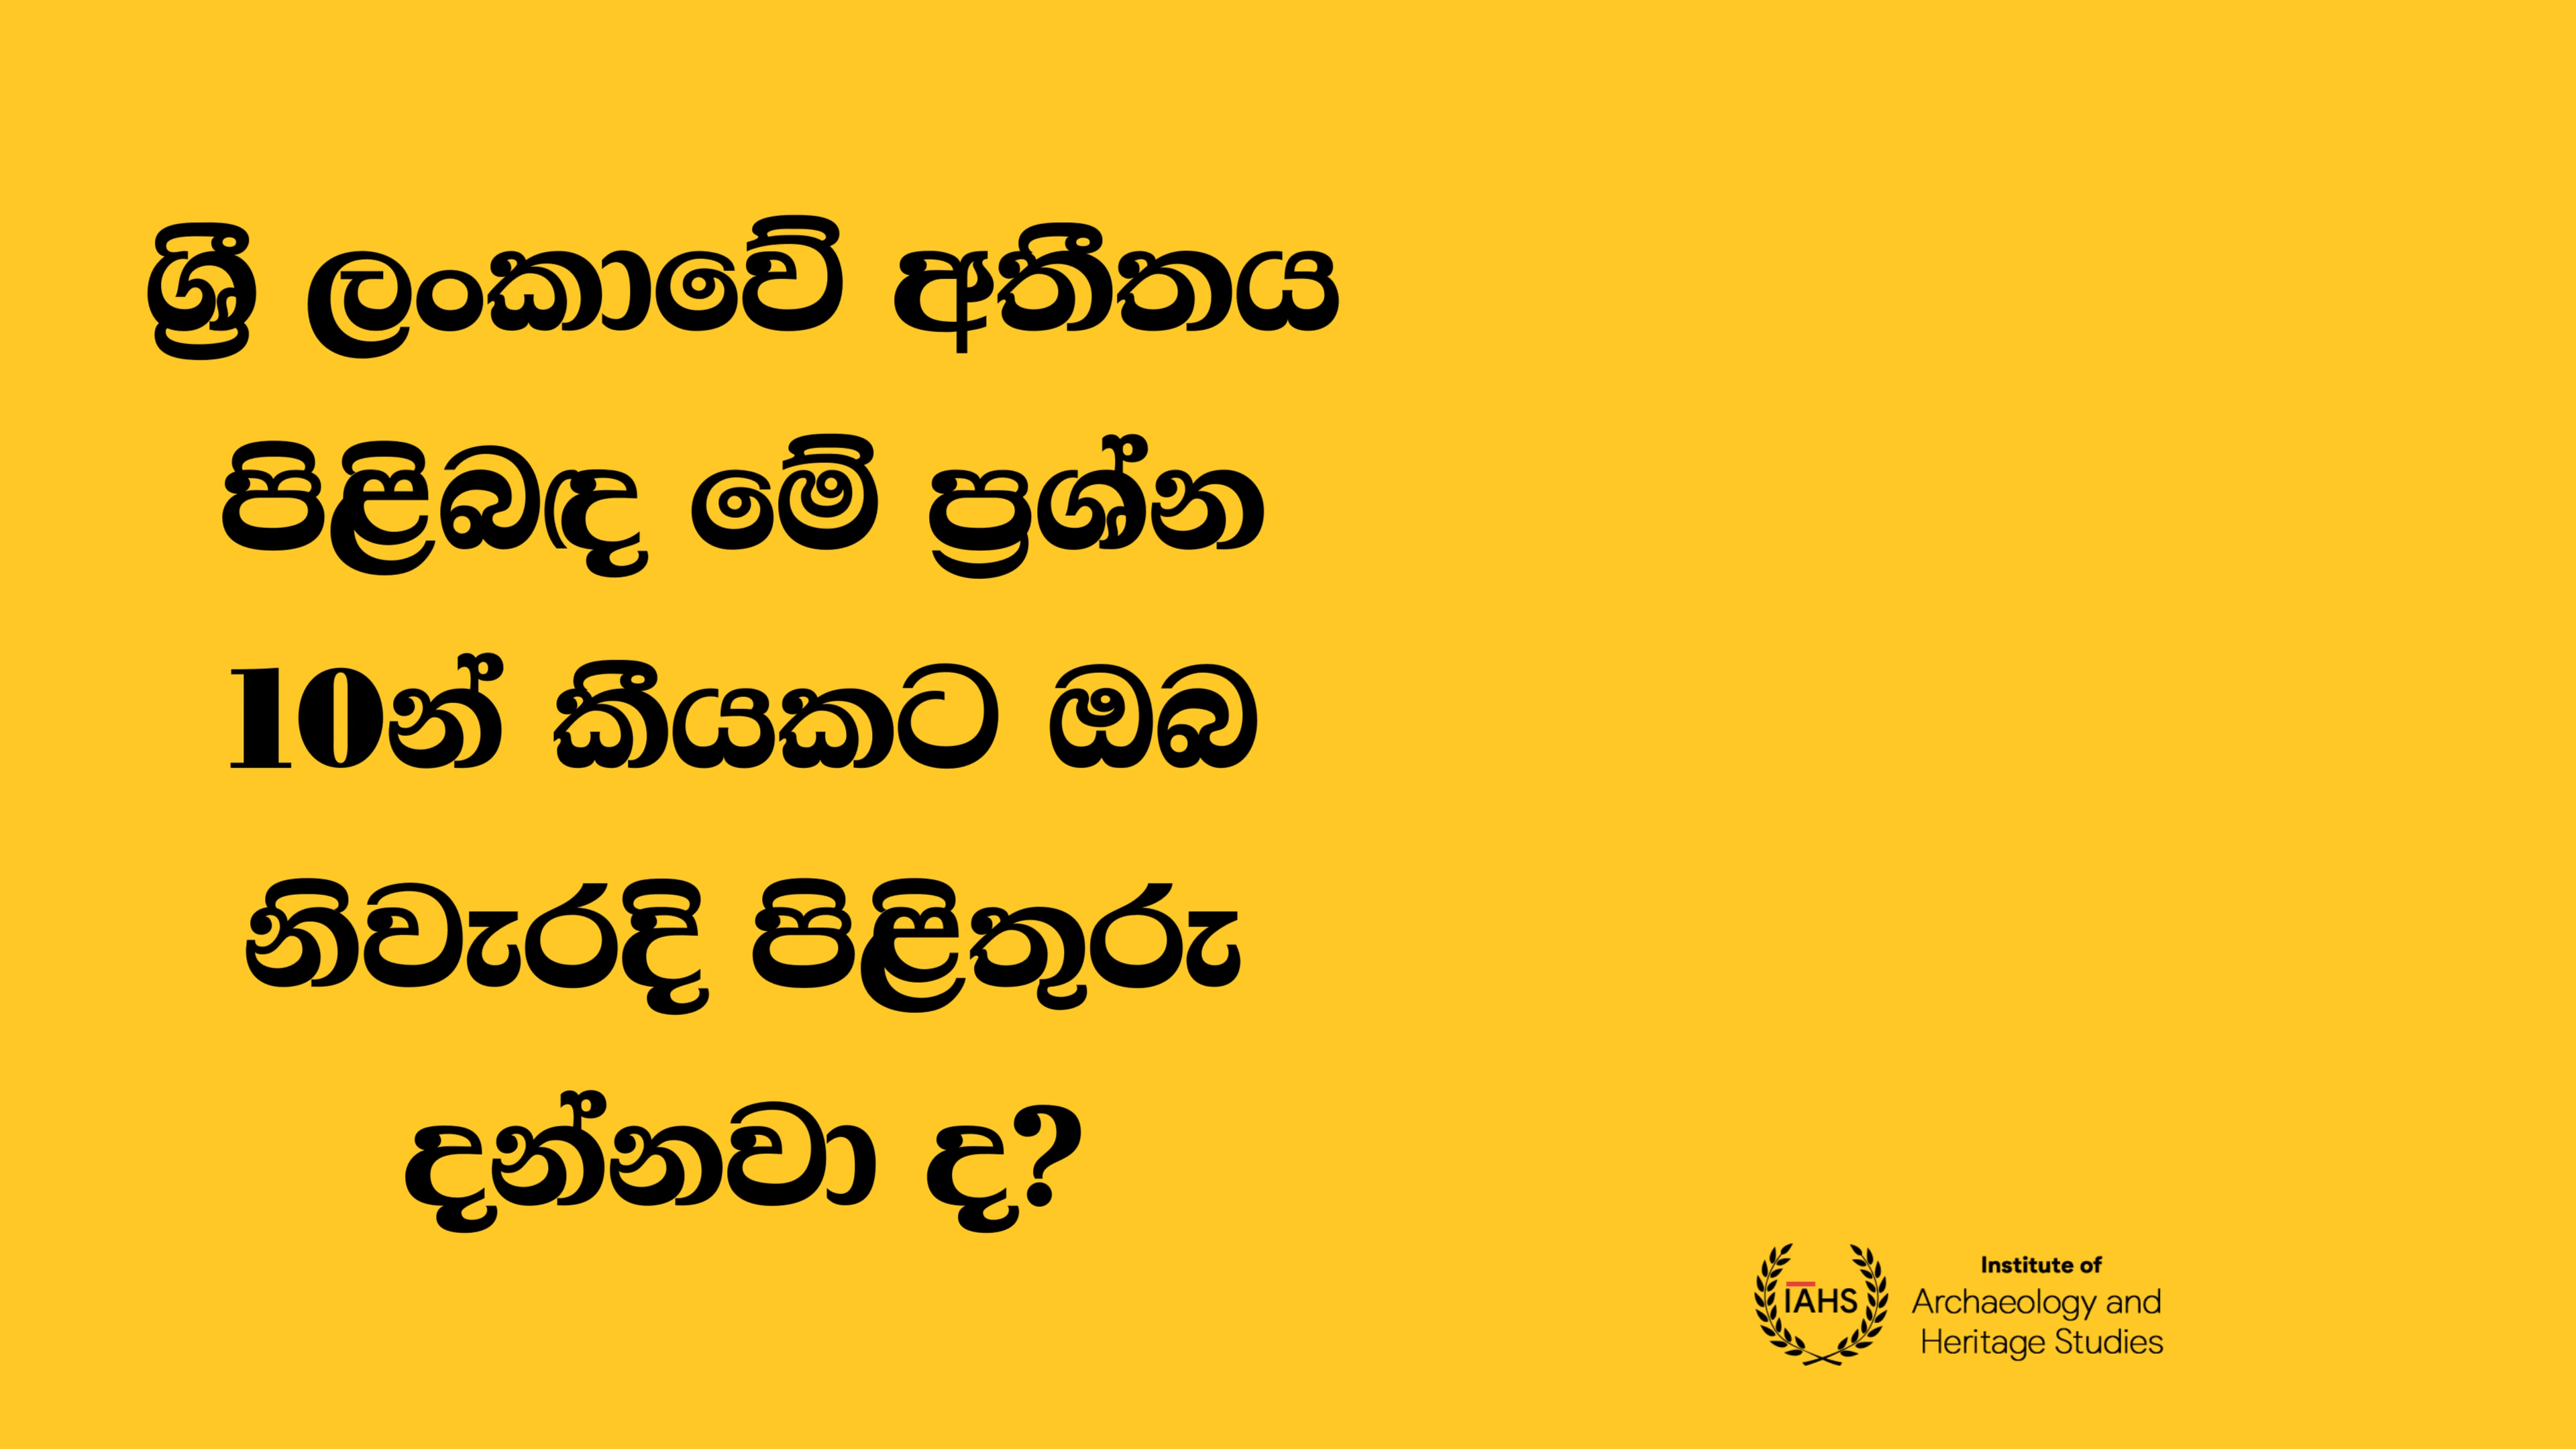 ශ්‍රී ලංකාවේ අතීතය
පිළිබඳ මේ ප්‍රශ්න
10න් කීයකට ඔබ
නිවැරදි පිළිතුරු
දන්නවා ද?
IAHS
Institute of
Archaeology and
Heritage Studies